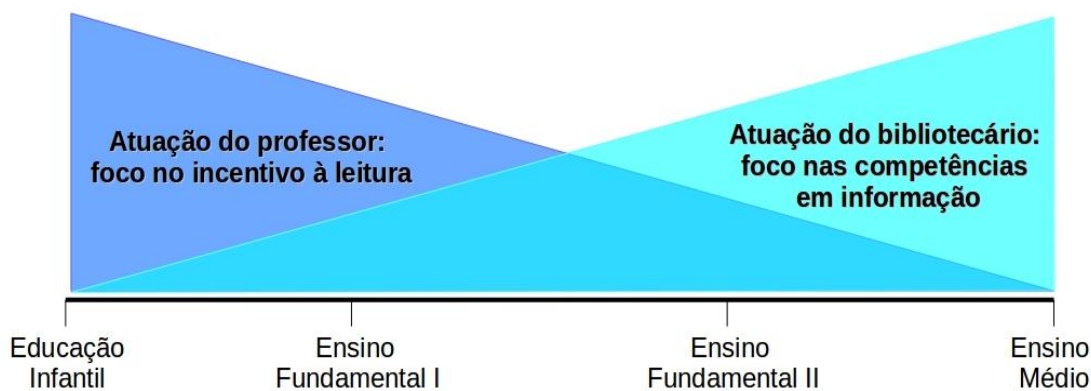 Atuação do professor:
foco no incentivo à leitura
Atuação do bibliotecário:
foco nas competências
em informação
Educação
Infantil
Ensino
Fundamental I
Ensino
Fundamental II
Ensino
Médio